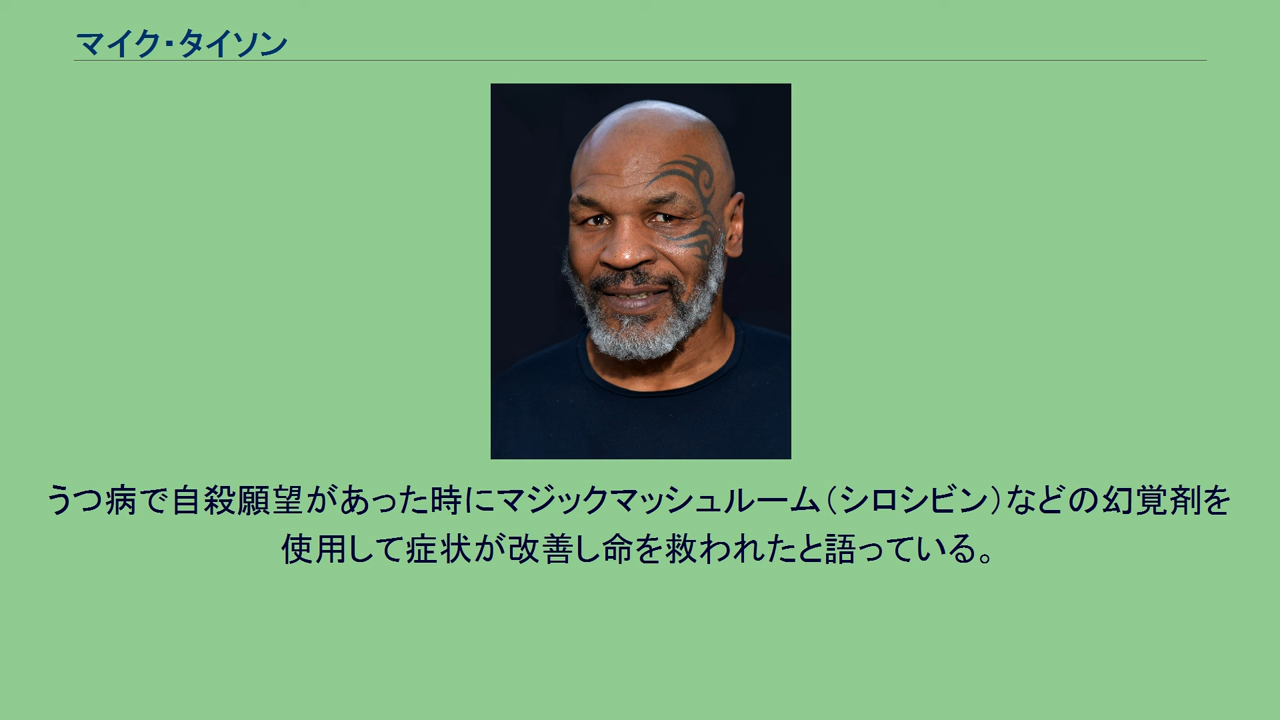 マイク・タイソン
うつ病で自殺願望があった時にマジックマッシュルーム（シロシビン）などの幻覚剤を
使用して症状が改善し命を救われたと語っている。